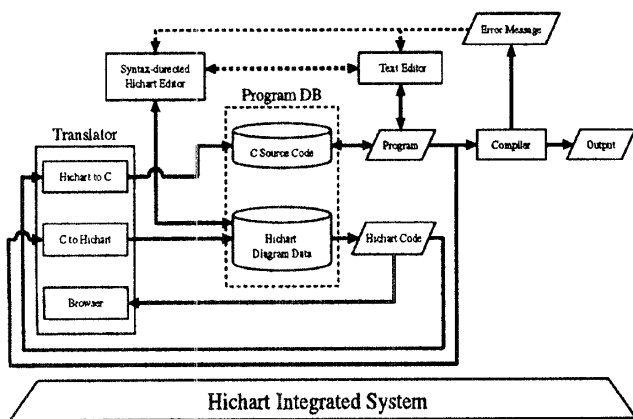 Error Message
Syntax-durected
Hichart Editor
Text Editor
Program DB
Translator
C Source Code
Program
Compiler
Output
Hichart to C
C to Hichart
Hichart
Diagram Data
Hichart Code
Browser
Hichart Integrated System